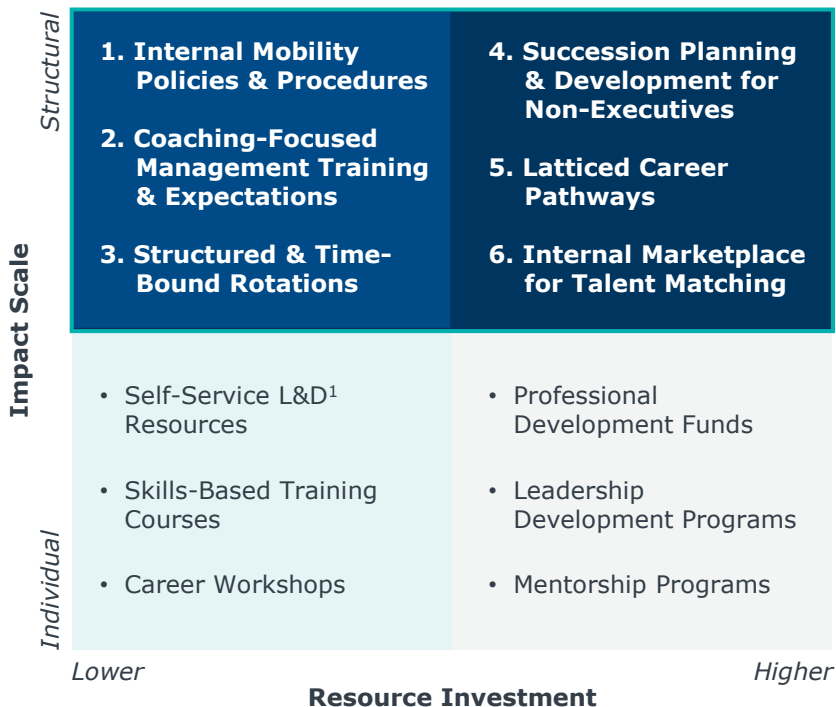 Structural
1. Internal Mobility
Policies & Procedures
2. Coaching-Focused
Management Training
& Expectations
3. Structured & Time-
Bound Rotations
4. Succession Planning
& Development for
Non-Executives
5. Latticed Career
Pathways
6. Internal Marketplace
for Talent Matching
Impact Scale
• Self-Service L&D¹
Resources
• Skills-Based Training
Courses
• Career Workshops
• Professional
Development Funds
• Leadership
Development Programs
• Mentorship Programs
Individual
Lower
Higher
Resource Investment